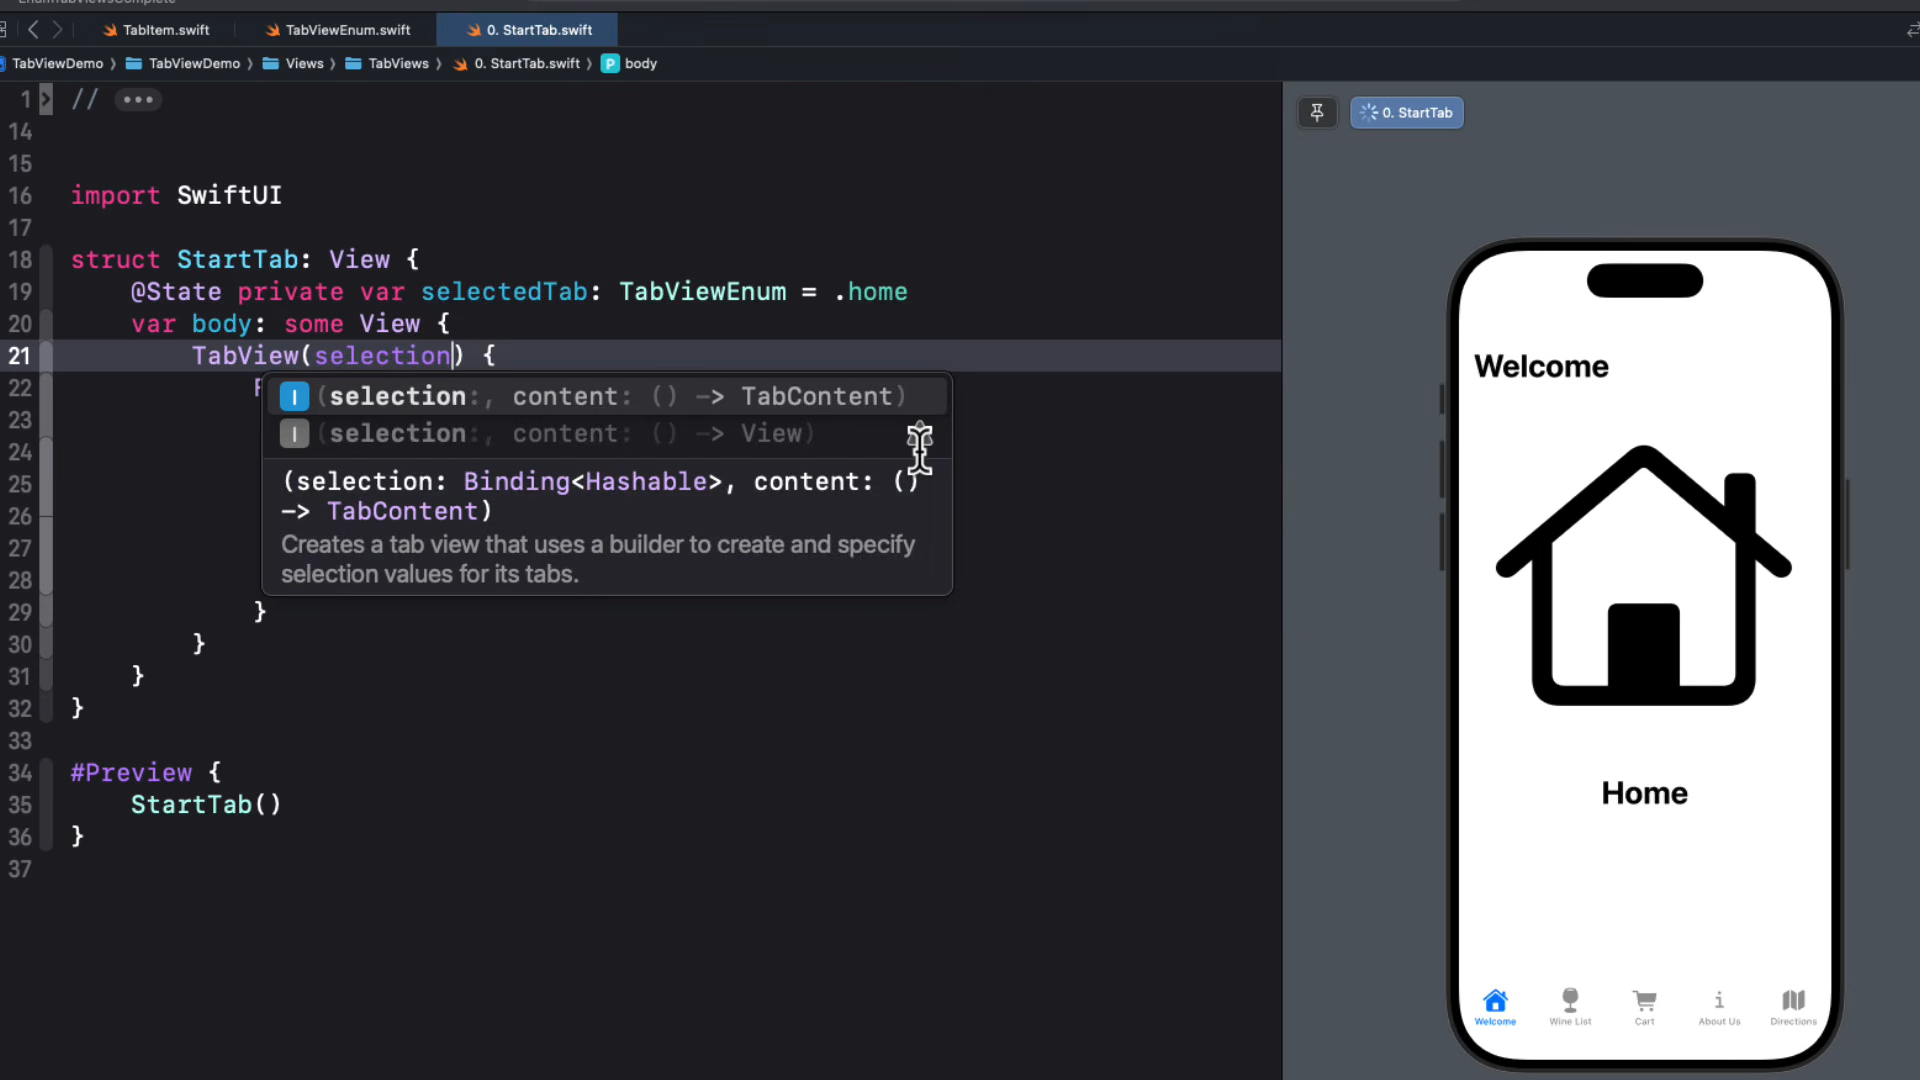 EnumTabViewsComplete
TabItem.swift
TabViewEnum.swift
0. StartTab.swift
TabViewDemo
TabViewDemo
Views
TabViews
0. StartTab.swift
P
body
1 // •••
14
15
16 import SwiftUI
17
18 struct StartTab: View {
19 @State private var selectedTab: TabViewEnum = .home
20 var body: some View {
21 TabView(selection) {
22
I (selection:, content: () -> TabContent)
23
I (selection:, content: () -> View)
24
25
(selection: Binding<Hashable>, content: ()
26
-> TabContent)
27
Creates a tab view that uses a builder to create and specify
28
selection values for its tabs.
29 }
30 }
31 }
32 }
33
34 #Preview {
35 StartTab()
36 }
37
0. StartTab
Welcome
Home
Welcome
Wine List
Cart
About Us
Directions